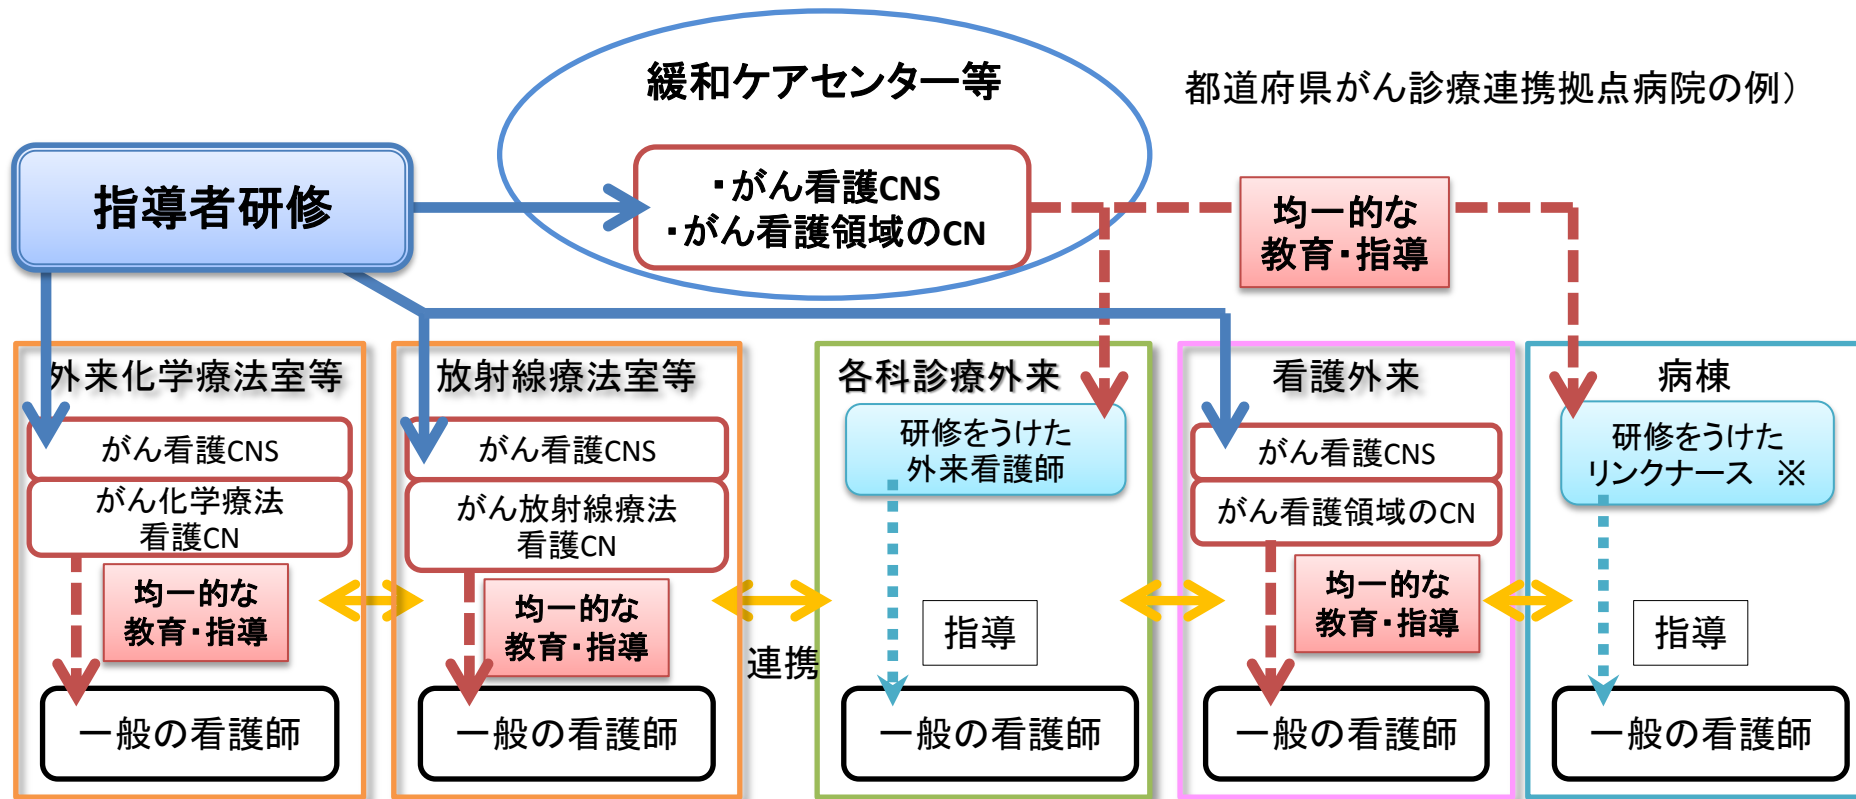 緩和ケアセンター等
都道府県がん診療連携拠点病院の例）
指導者研修
・がん看護CNS
・がん看護領域のCN
均一的な
教育・指導
外来化学療法室等
がん看護CNS
がん化学療法
看護CN
均一的な
教育・指導
一般の看護師
放射線療法室等
がん看護CNS
がん放射線療法
看護CN
均一的な
教育・指導
一般の看護師
連携
各科診療外来
研修をうけた
外来看護師
指導
一般の看護師
看護外来
がん看護CNS
がん看護領域のCN
均一的な
教育・指導
一般の看護師
病棟
研修をうけた
リンクナース　※
指導
一般の看護師